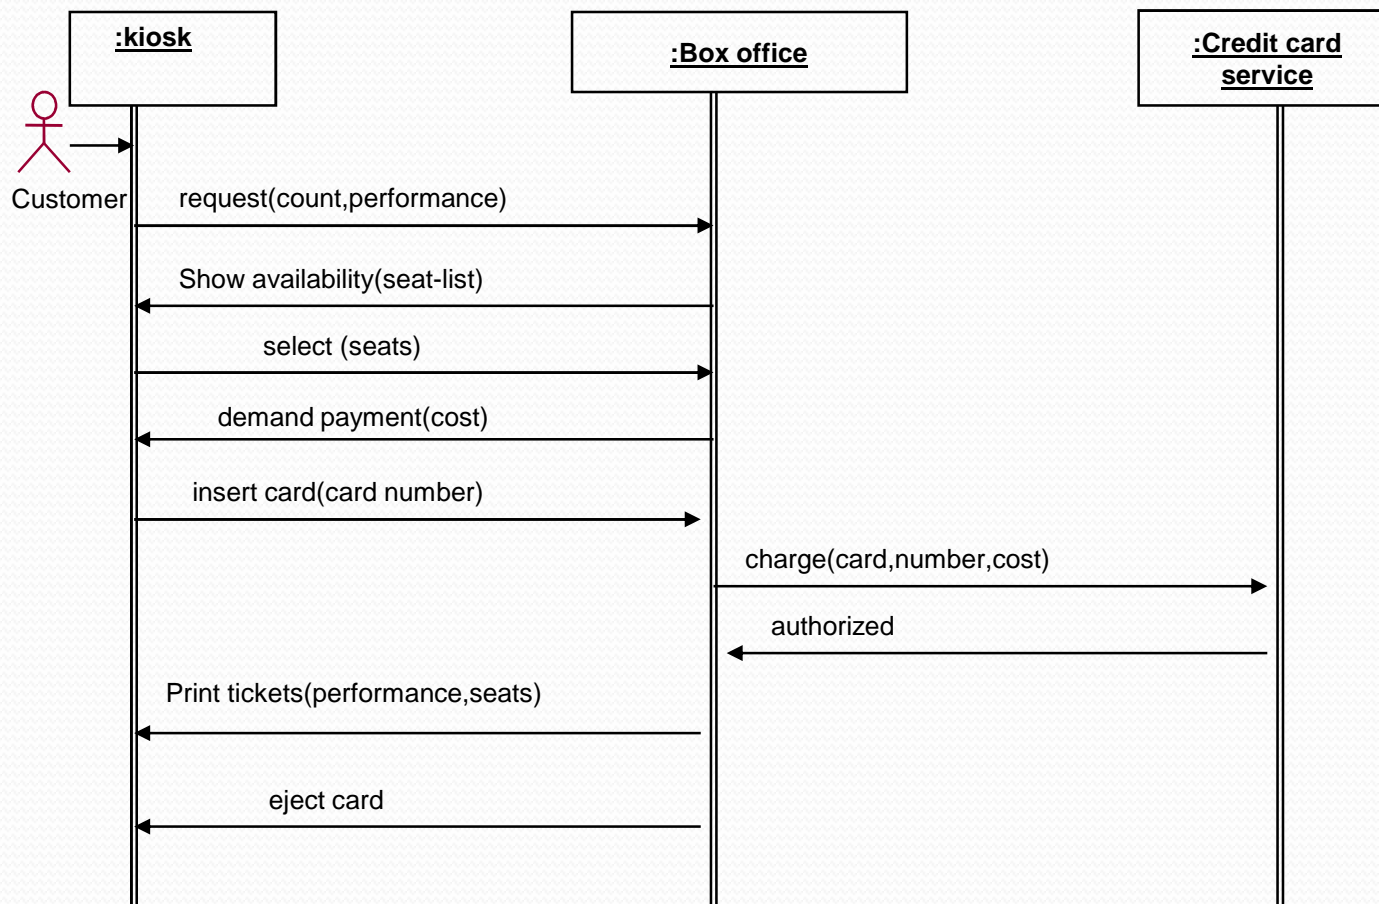 :kiosk
:Box office
:Credit card
service
Customer
request(count,performance)
Show availability(seat-list)
select (seats)
demand payment(cost)
insert card(card number)
charge(card,number,cost)
authorized
Print tickets(performance,seats)
eject card